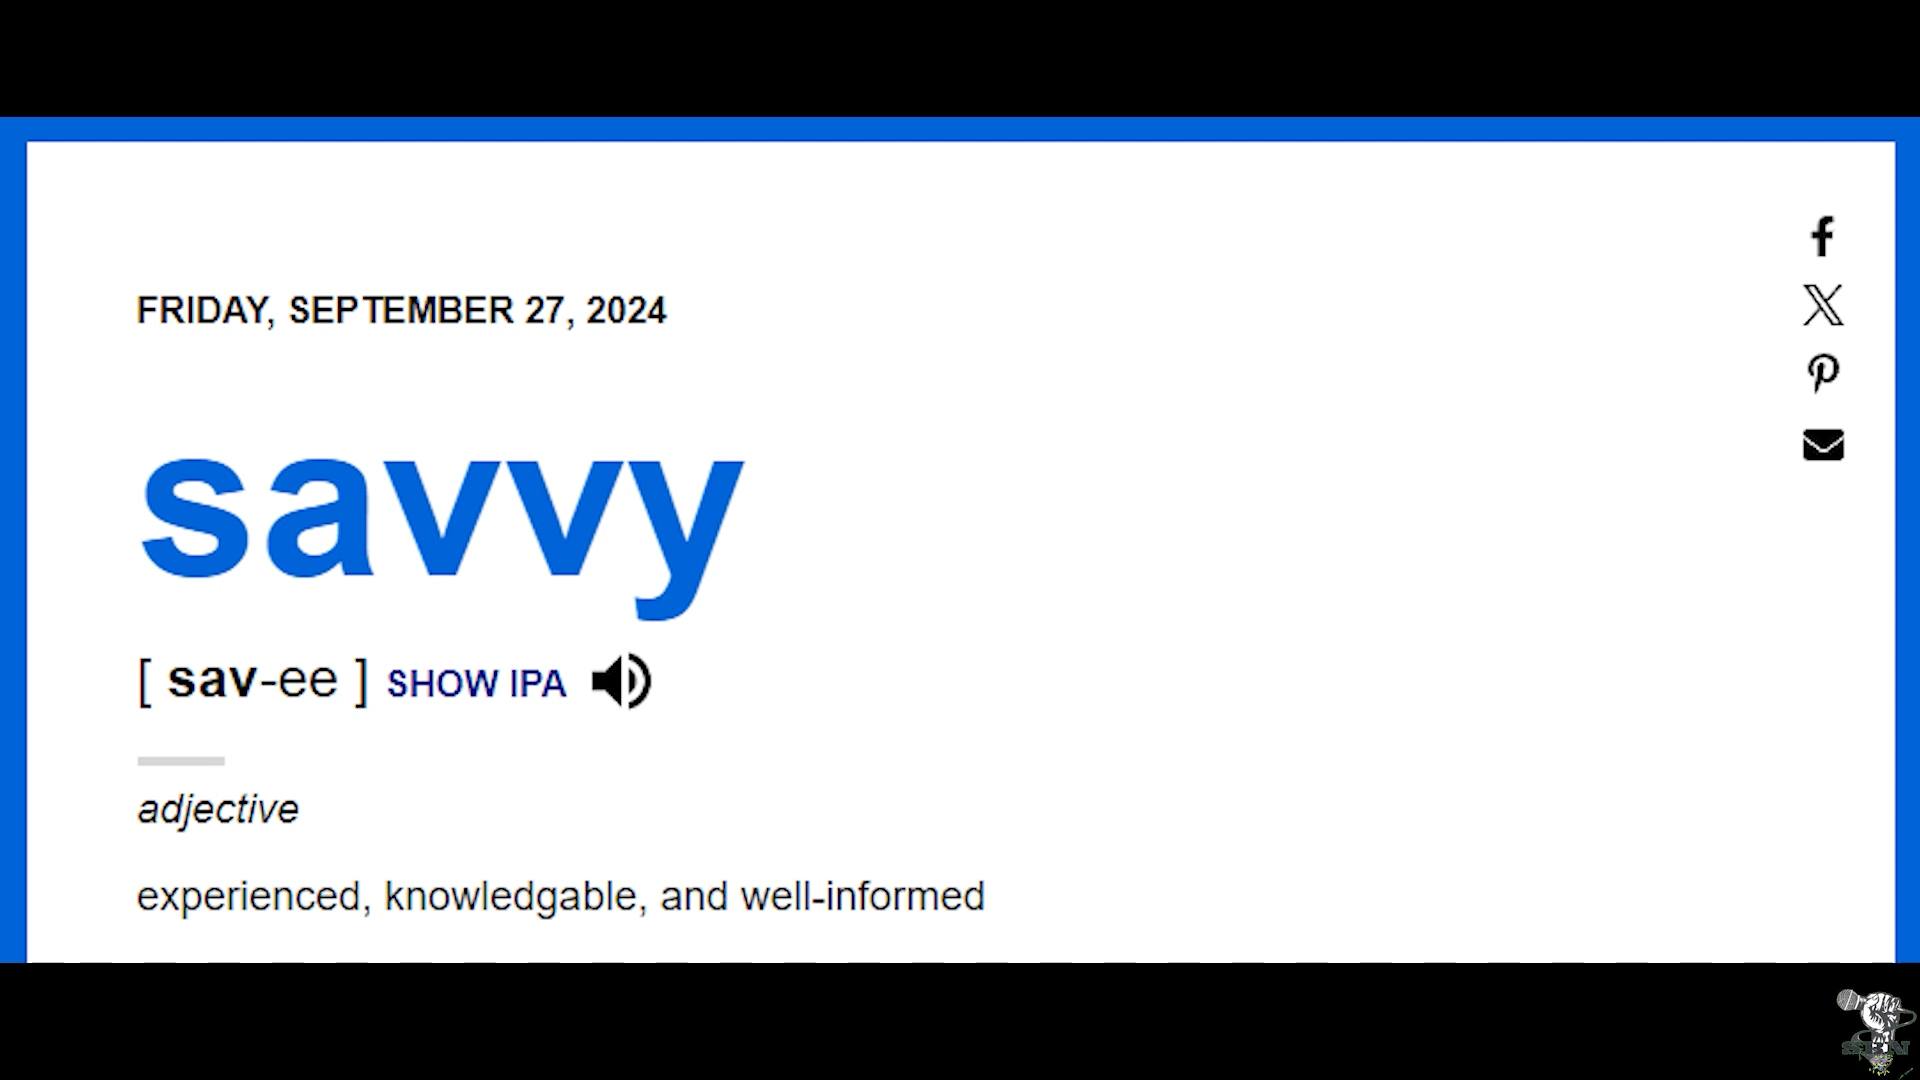 FRIDAY, SEPTEMBER 27, 2024
savvy
[ sav-ee ] SHOW IPA
adjective
experienced, knowledgable, and well-informed